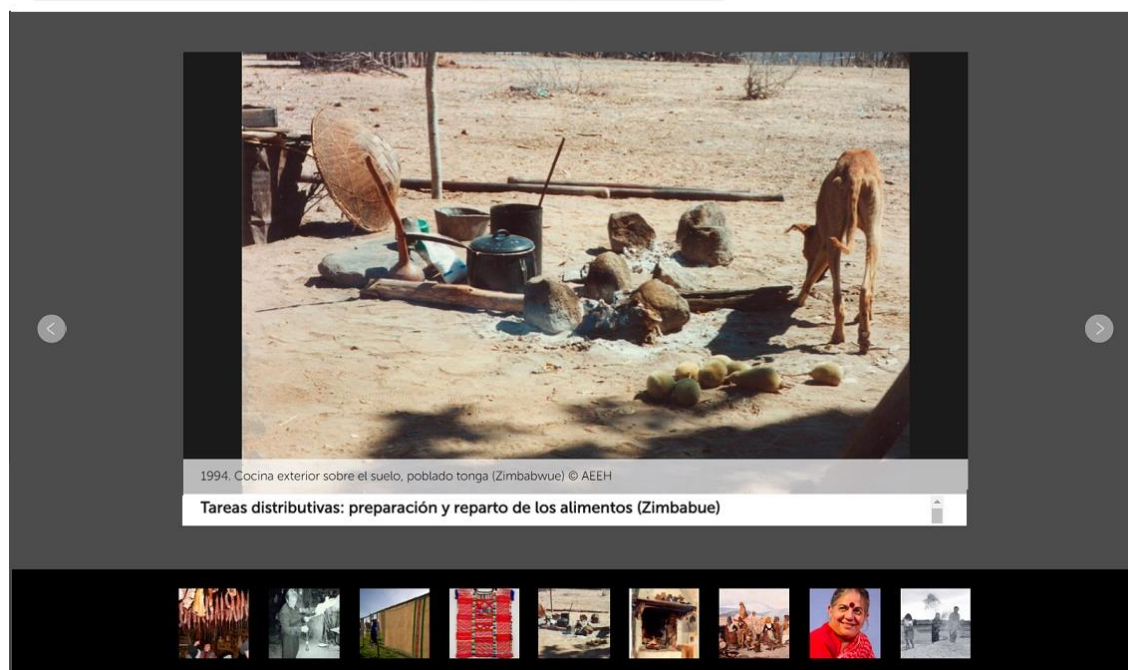 1994. Cocina exterior sobre el suelo, poblado tonga (Zimbabwue) © AEEH
Tareas distributivas: preparación y reparto de los alimentos (Zimbabue)